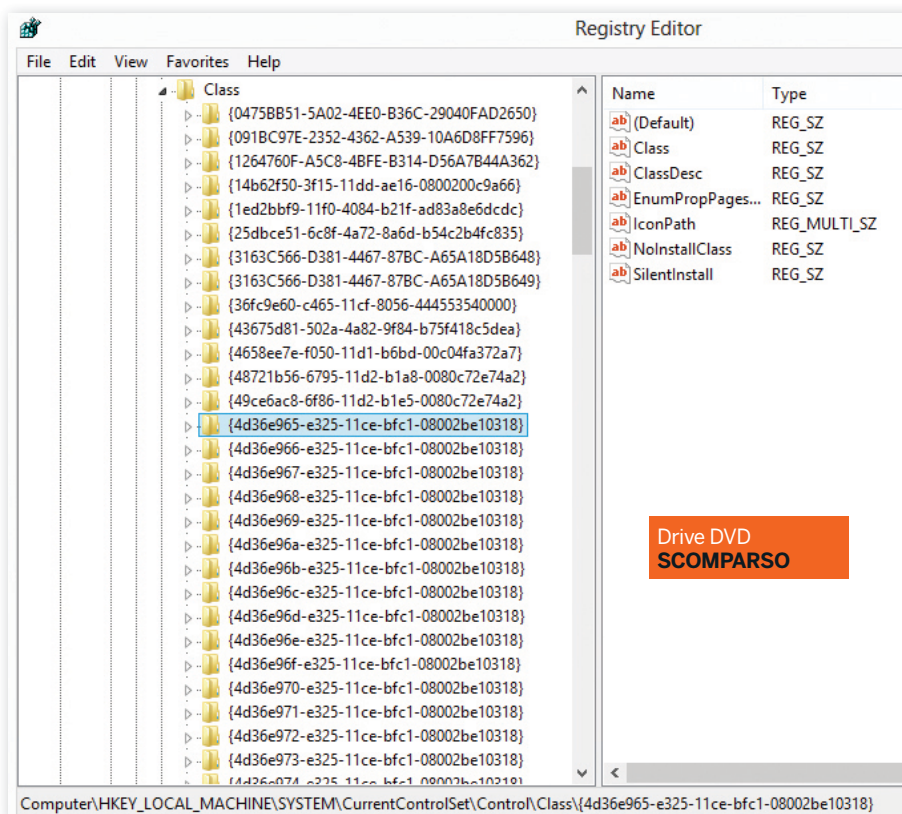 Registry Editor
File Edit View Favorites Help
Class
{0475BB51-5A02-4EE0-B36C-29040FAD2650}
{091BC97E-2352-4362-A539-10A6D8FF7596}
{1264760F-A5C8-4BFE-B314-D56A7B44A362}
{14b62f50-3f15-11dd-ae16-0800200c9a66}
{1ed2bbf9-11f0-4084-b21f-ad83a8e6dcdc}
{25dbce51-6c8f-4a72-8a6d-b54c2b4fc835}
{3163C566-D381-4467-87BC-A65A18D5B648}
{3163C566-D381-4467-87BC-A65A18D5B649}
{36fc9e60-c465-11cf-8056-444553540000}
{43675d81-502a-4a82-9f84-b75f418c5dea}
{4658ee7e-f050-11d1-b6bd-00c04fa372a7}
{48721b56-6795-11d2-b1a8-0080c72e74a2}
{49ce6ac8-6f86-11d2-b1e5-0080c72e74a2}
{4d36e965-e325-11ce-bfc1-08002be10318}
{4d36e966-e325-11ce-bfc1-08002be10318}
{4d36e967-e325-11ce-bfc1-08002be10318}
{4d36e968-e325-11ce-bfc1-08002be10318}
{4d36e969-e325-11ce-bfc1-08002be10318}
{4d36e96a-e325-11ce-bfc1-08002be10318}
{4d36e96b-e325-11ce-bfc1-08002be10318}
{4d36e96c-e325-11ce-bfc1-08002be10318}
{4d36e96d-e325-11ce-bfc1-08002be10318}
{4d36e96e-e325-11ce-bfc1-08002be10318}
{4d36e96f-e325-11ce-bfc1-08002be10318}
{4d36e970-e325-11ce-bfc1-08002be10318}
{4d36e971-e325-11ce-bfc1-08002be10318}
{4d36e972-e325-11ce-bfc1-08002be10318}
{4d36e973-e325-11ce-bfc1-08002be10318}
{4d36e974-e325-11ce-bfc1-08002be10318}
Name Type
(Default) REG_SZ
Class REG_SZ
ClassDesc REG_SZ
EnumPropPages... REG_SZ
IconPath REG_MULTI_SZ
NoInstallClass REG_SZ
SilentInstall REG_SZ
Drive DVD
SCOMPARSO
Computer\HKEY_LOCAL_MACHINE\SYSTEM\CurrentControlSet\Control\Class\{4d36e965-e325-11ce-bfc1-08002be10318}